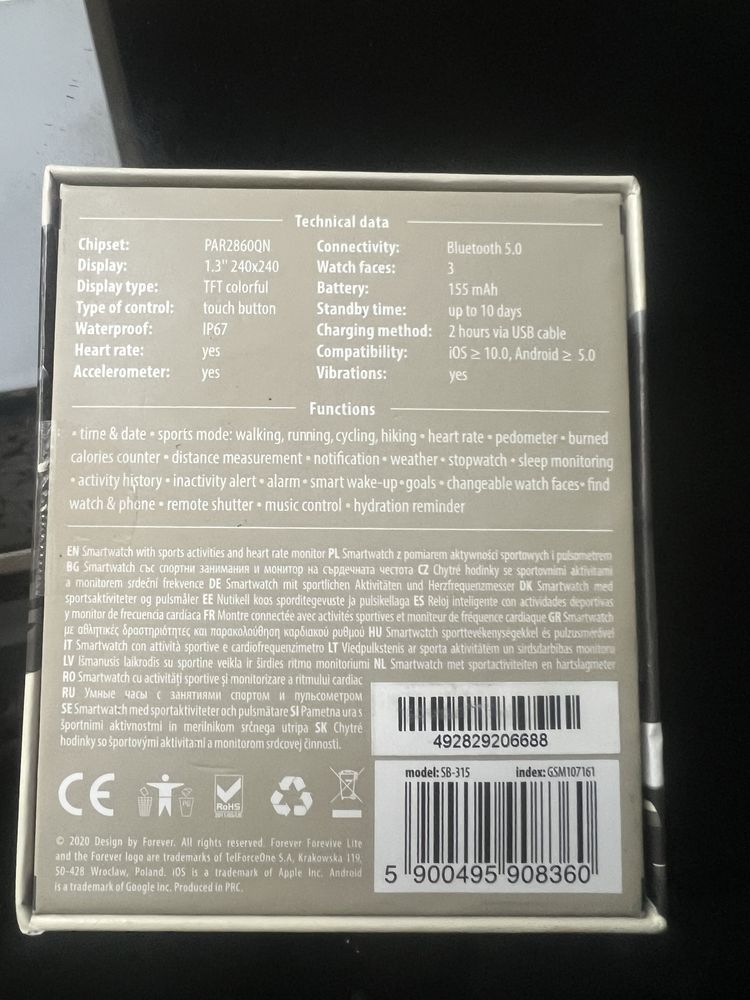 Technical data
Chipset: PAR2860QN
Display: 1.3" 240x240
Display type: TFT colorful
Type of control: touch button
Waterproof: IP67
Heart rate: yes
Accelerometer: yes
Connectivity: Bluetooth 5.0
Watch faces: 3
Battery: 155 mAh
Standby time: up to 10 days
Charging method: 2 hours via USB cable
Compatibility: iOS ≥ 10.0, Android ≥ 5.0
Vibrations: yes
Functions
• time & date • sports mode: walking, running, cycling, hiking • heart rate • pedometer • burned
calories counter • distance measurement • notification • weather • stopwatch • sleep monitoring
• activity history • inactivity alert • alarm • smart wake-up • goals • changeable watch faces • find
watch & phone • remote shutter • music control • hydration reminder
EN Smartwatch with sports activities and heart rate monitor PL Smartwatch z pomiarem aktywności sportowych i pulsometrem
BG Smartwatch със спортни занимания и монитор на сърдечната честота CZ Chytré hodinky se sportovními aktivitami
a monitorem srdeční frekvence DE Smartwatch mit sportlichen Aktivitäten und Herzfrequenzmesser DK Smartwatch med
sportsaktiviteter og pulsmåler EE Nutikell koos sporditegevuste ja pulsikellaga ES Reloj inteligente con actividades deportivas
y monitor de frecuencia cardíaca FR Montre connectée avec activités sportives et moniteur de fréquence cardiaque GR Smartwatch
με αθλητικές δραστηριότητες και παρακολούθηση καρδιακού ρυθμού HU Smartwatch sporttevékenységekkel és pulzusmérővel
IT Smartwatch con attività sportive e cardiofrequenzimetro LT Viedpulkstenis ar sporta aktivitātēm un sirdsdarbības monitoru
LV Išmanusis laikrodis su sportine veikla ir širdies ritmo monitoriumi NL Smartwatch met sportactiviteiten en hartslagmeter
RO Smartwatch cu activități sportive și monitorizare a ritmului cardiac
RU Умные часы с занятиями спортом и пульсометром
SE Smartwatch med sportaktiviteter och pulsmätare SI Pametna ura s
športnimi aktivnostmi in merilnikom srčnega utripa SK Chytré
hodinky so športovými aktivitami a monitorom srdcovej činnosti.
492829206688
model: SB-315 index: GSM107161
5 900495 908360
CE
RoHS
© 2020 Design by Forever. All rights reserved. Forever Forevive Lite
and the Forever logo are trademarks of TelForceOne S.A, Krakowska 119,
50-428 Wroclaw, Poland. iOS is a trademark of Apple Inc. Android
is a trademark of Google Inc. Produced in PRC.